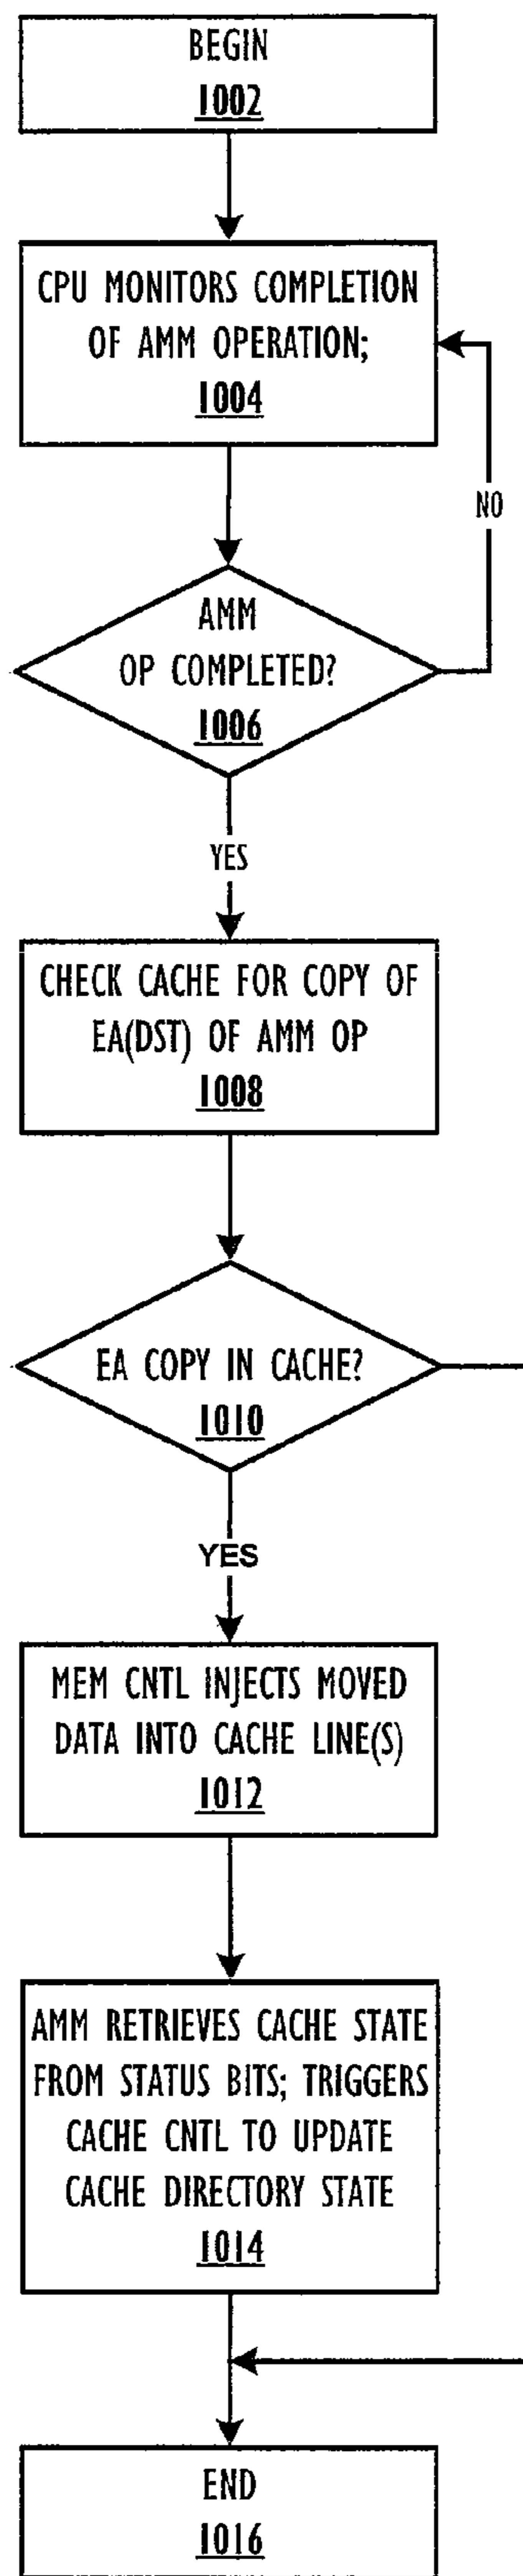 BEGIN
1002
CPU MONITORS COMPLETION
OF AMM OPERATION;
1004
NO
AMM
OP COMPLETED?
1006
YES
CHECK CACHE FOR COPY OF
EA(DST) OF AMM OP
1008
EA COPY IN CACHE?
1010
YES
MEM CNTL INJECTS MOVED
DATA INTO CACHE LINE(S)
1012
AMM RETRIEVES CACHE STATE
FROM STATUS BITS; TRIGGERS
CACHE CNTL TO UPDATE
CACHE DIRECTORY STATE
1014
END
1016